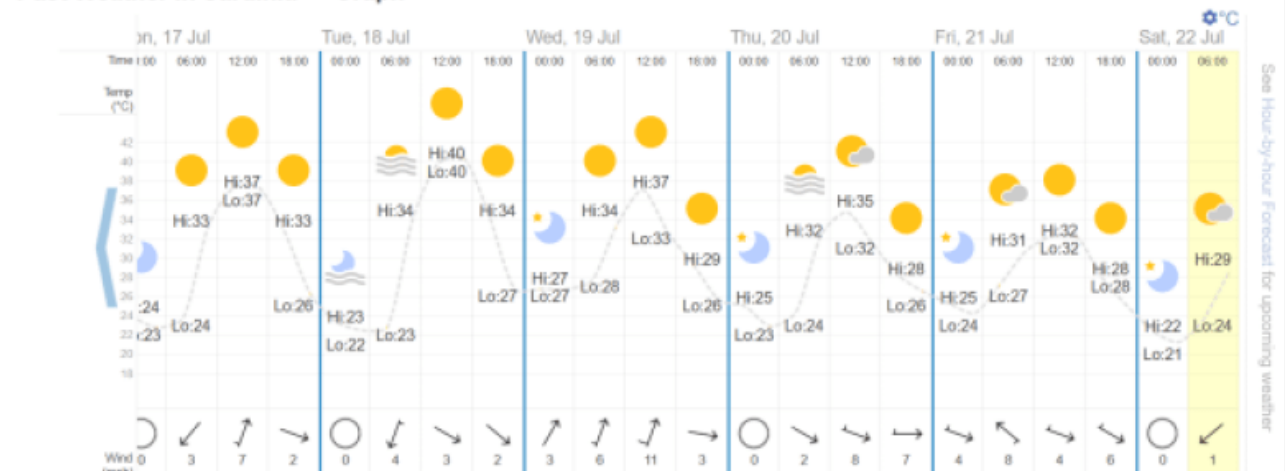 °C
on, 17 Jul Tue, 18 Jul Wed, 19 Jul Thu, 20 Jul Fri, 21 Jul Sat, 22 Jul
Time :00 06:00 12:00 18:00 00:00 06:00 12:00 18:00 00:00 06:00 12:00 18:00 00:00 06:00 12:00 18:00 00:00 06:00 12:00 18:00 00:00 06:00
Temp
(°C)
42
40
38
36
34
32
30
28
26
24
22
20
18
:24 Hi:33 Hi:37 Hi:33 Hi:23 Hi:34 Hi:40 Hi:34 Hi:27 Hi:34 Hi:37 Hi:29 Hi:25 Hi:32 Hi:35 Hi:28 Hi:25 Hi:31 Hi:32 Hi:28 Hi:22 Hi:29
:23 Lo:24 Lo:37 Lo:26 Lo:22 Lo:23 Lo:40 Lo:27 Lo:27 Lo:28 Lo:33 Lo:26 Lo:23 Lo:24 Lo:32 Lo:26 Lo:24 Lo:27 Lo:32 Lo:28 Lo:21 Lo:24
Wind 0 3 7 2 0 4 3 2 3 6 11 3 0 2 8 7 4 8 4 6 0 1
(mph)
See Hour-by-hour Forecast for upcoming weather